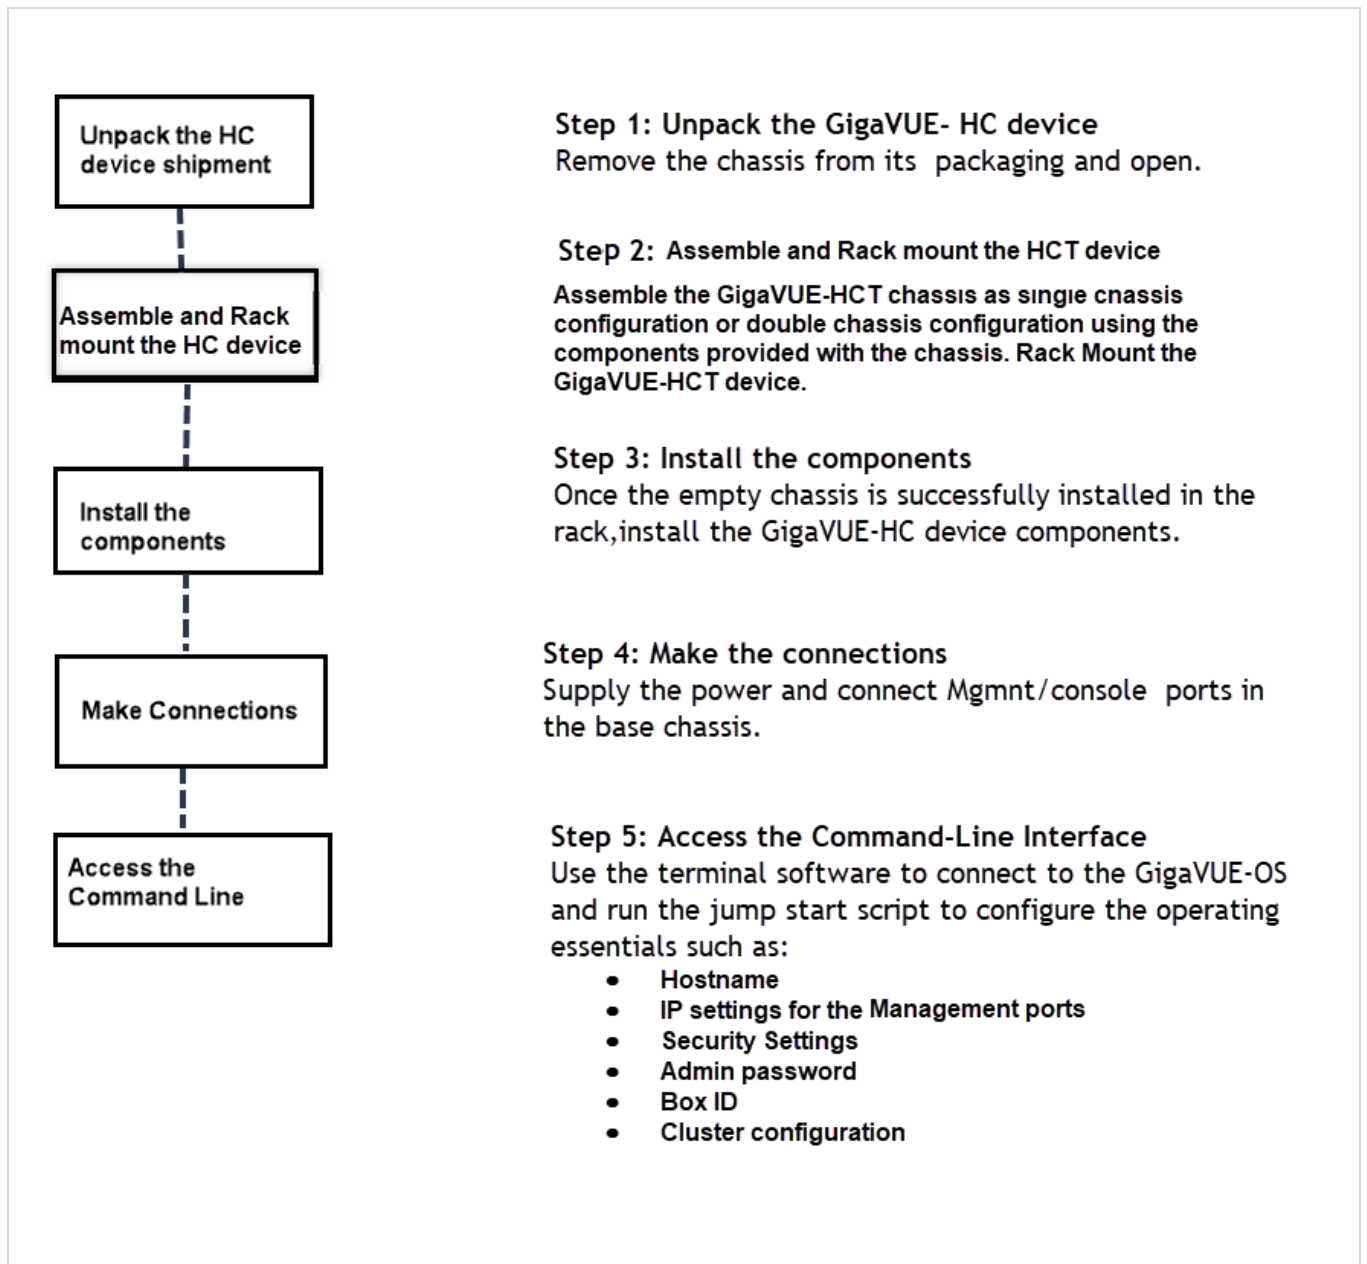 Unpack the HC
device shipment
Assemble and Rack
mount the HC device
Install the
components
Make Connections
Access the
Command Line
Step 1: Unpack the GigaVUE- HC device
Remove the chassis from its  packaging and open.
Step 2: Assemble and Rack mount the HCT device
Assemble the GigaVUE-HCT chassis as single chassis
configuration or double chassis configuration using the
components provided with the chassis. Rack Mount the
GigaVUE-HCT device.
Step 3: Install the components
Once the empty chassis is successfully installed in the
rack,install the GigaVUE-HC device components.
Step 4: Make the connections
Supply the power and connect Mgmnt/console  ports in
the base chassis.
Step 5: Access the Command-Line Interface
Use the terminal software to connect to the GigaVUE-OS
and run the jump start script to configure the operating
essentials such as:
• Hostname
• IP settings for the Management ports
• Security Settings
• Admin password
• Box ID
• Cluster configuration